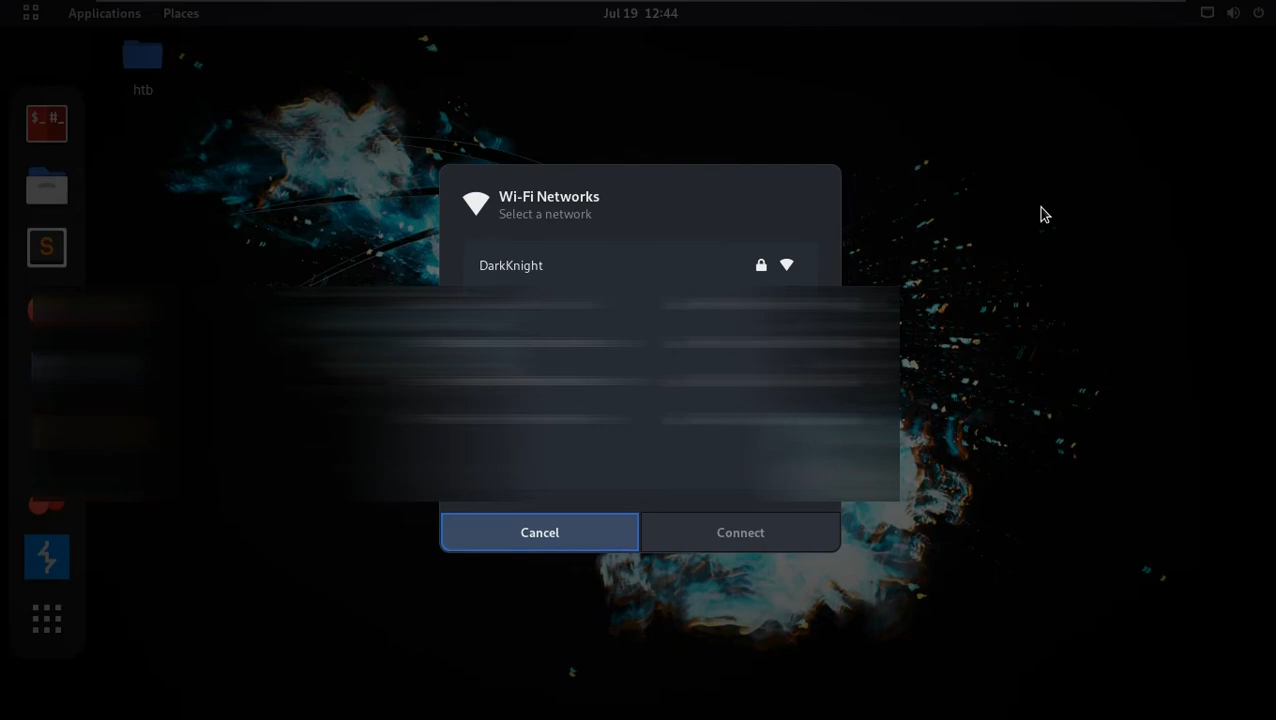 Applications Places Jul 19 12:44
htb
$_ #_
Wi-Fi Networks
Select a network
S
DarkKnight
Cancel Connect